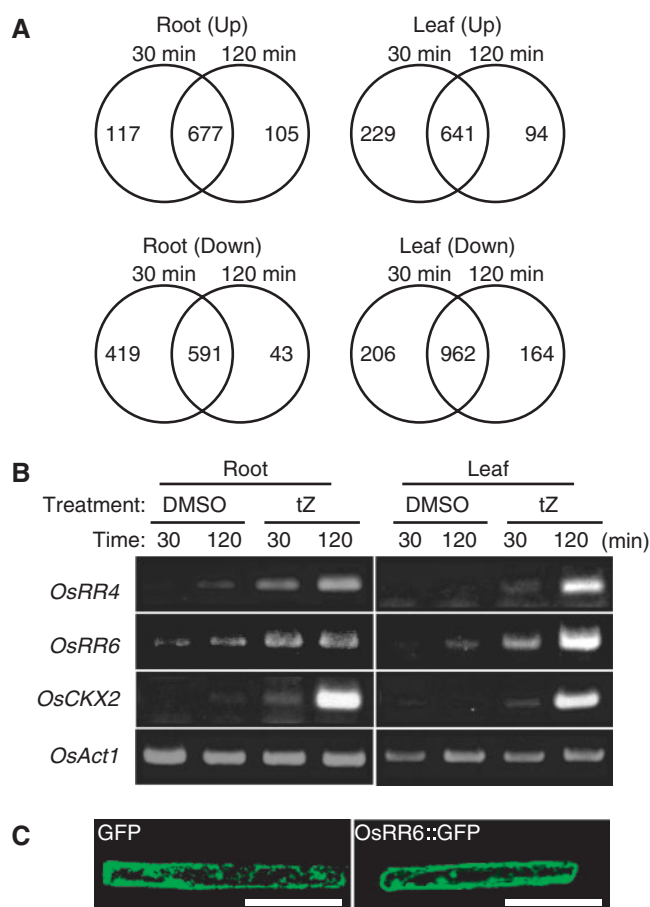 A
Root (Up)
30 min 120 min
117 677 105
Leaf (Up)
30 min 120 min
229 641 94
Root (Down)
30 min 120 min
419 591 43
Leaf (Down)
30 min 120 min
206 962 164
B
Root Leaf
Treatment: DMSO tZ DMSO tZ
Time: 30 120 30 120 30 120 30 120 (min)
OsRR4
OsRR6
OsCKX2
OsAct1
C
GFP OsRR6::GFP